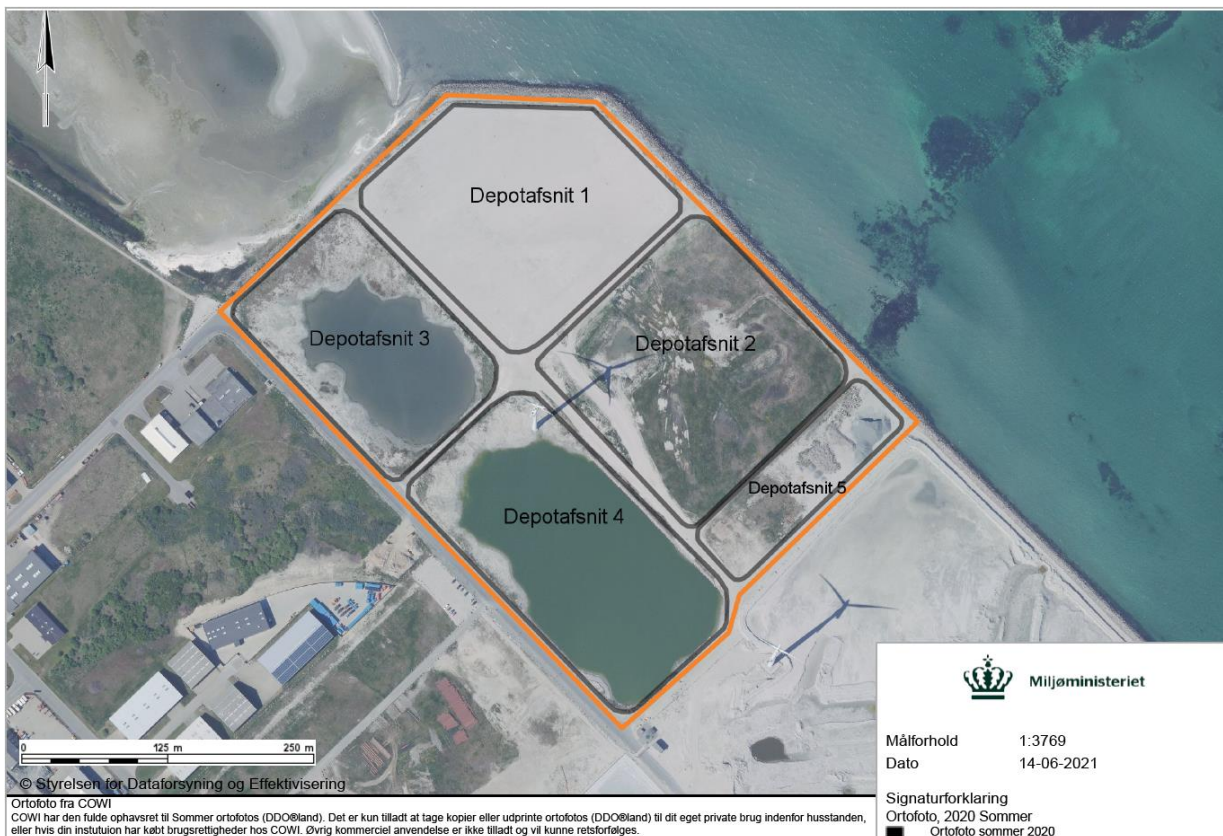 Depotafsnit 1
Depotafsnit 3
Depotafsnit 2
Depotafsnit 5
Depotafsnit 4
0 125 m 250 m
© Styrelsen for Dataforsyning og Effektivisering
Ortofoto fra COWI
COWI har den fulde ophavsret til Sommer ortofotos (DDO®land). Det er kun tilladt at tage kopier eller udprinte ortofotos (DDO®land) til dit eget private brug indenfor husstanden,
eller hvis din instutuion har købt brugsrettigheder hos COWI. Øvrig kommerciel anvendelse er ikke tilladt og vil kunne retsforfølges.
Miljøministeriet
Målforhold 1:3769
Dato 14-06-2021
Signaturforklaring
Ortofoto, 2020 Sommer
Ortofoto sommer 2020